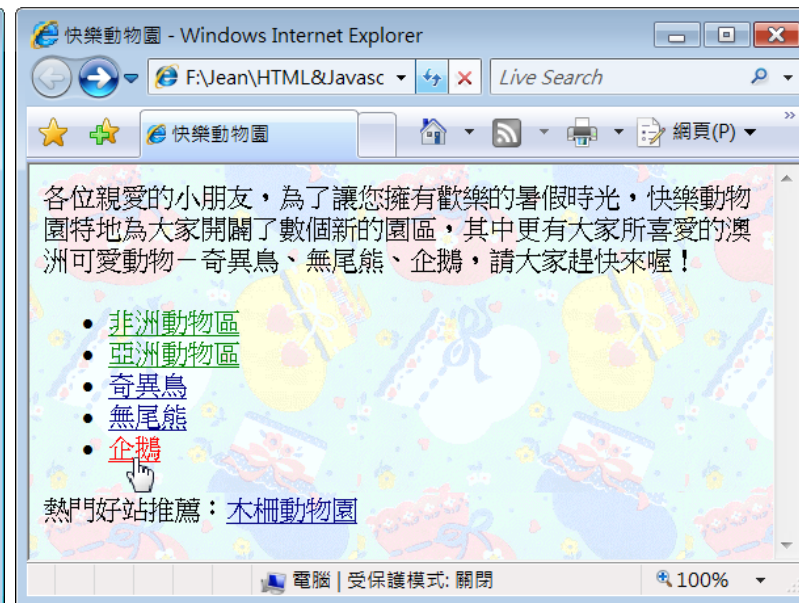 快樂動物園 - Windows Internet Explorer
F:\Jean\HTML&Javasc
Live Search
快樂動物園
網頁(P)
各位親愛的小朋友，為了讓您擁有歡樂的暑假時光，快樂動物
園特地為大家開闢了數個新的園區，其中更有大家所喜愛的澳
洲可愛動物－奇異鳥、無尾熊、企鵝，請大家趕快來喔！
非洲動物區
亞洲動物區
奇異鳥
無尾熊
企鵝
熱門好站推薦：木柵動物園
電腦 | 受保護模式: 關閉
100%